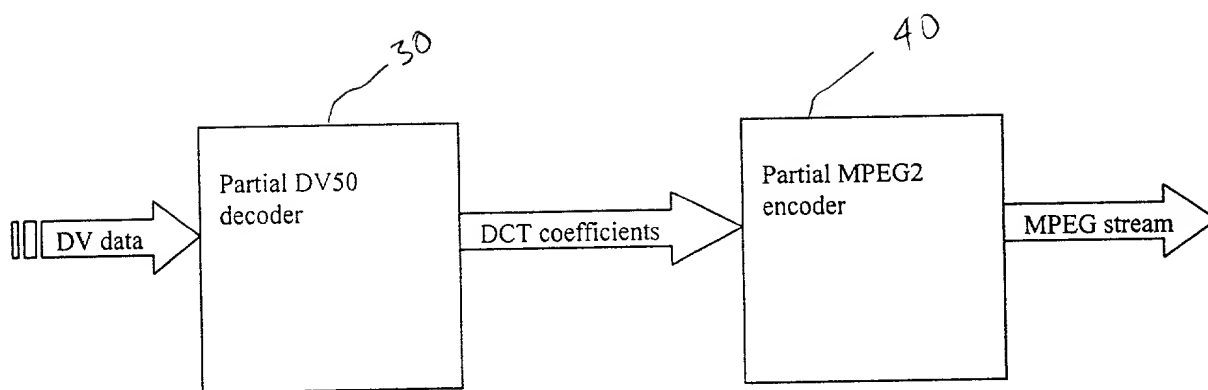 30
40
Partial DV50
decoder
Partial MPEG2
encoder
DV data
DCT coefficients
MPEG stream